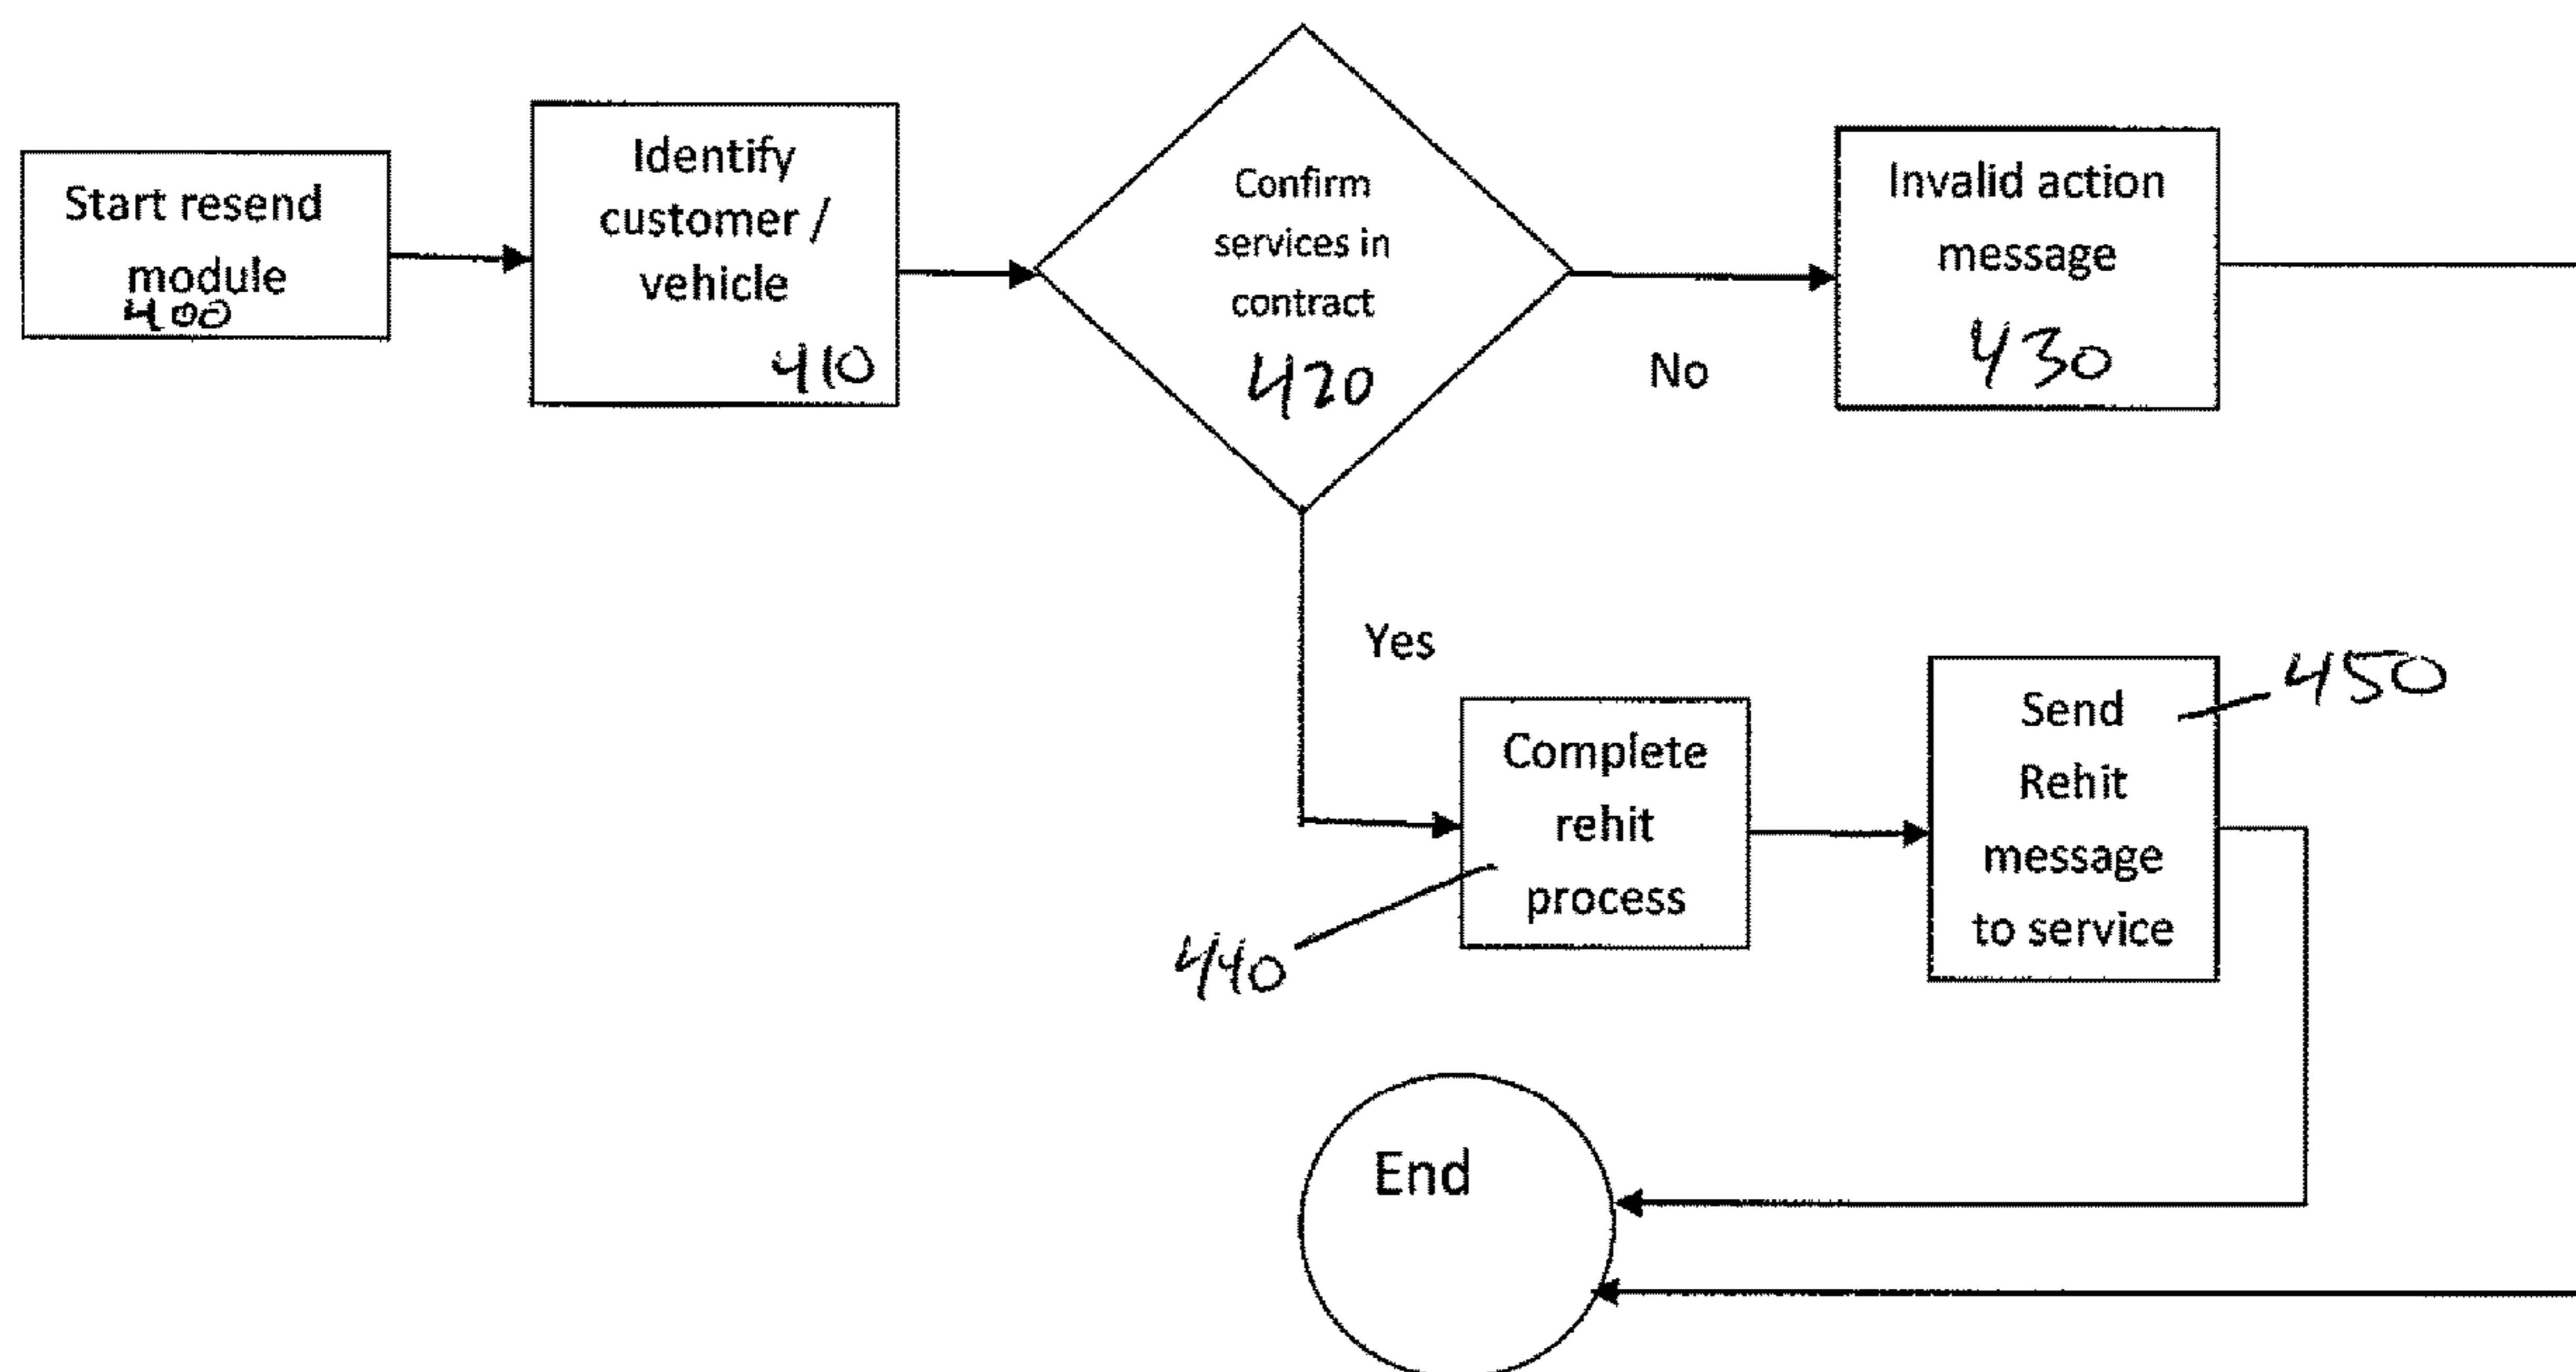 Start resend
module
400
Identify
customer /
vehicle
410
Confirm
services in
contract
420
No
Invalid action
message
430
Yes
Complete
rehit
process
440
Send
Rehit
message
to service
450
End